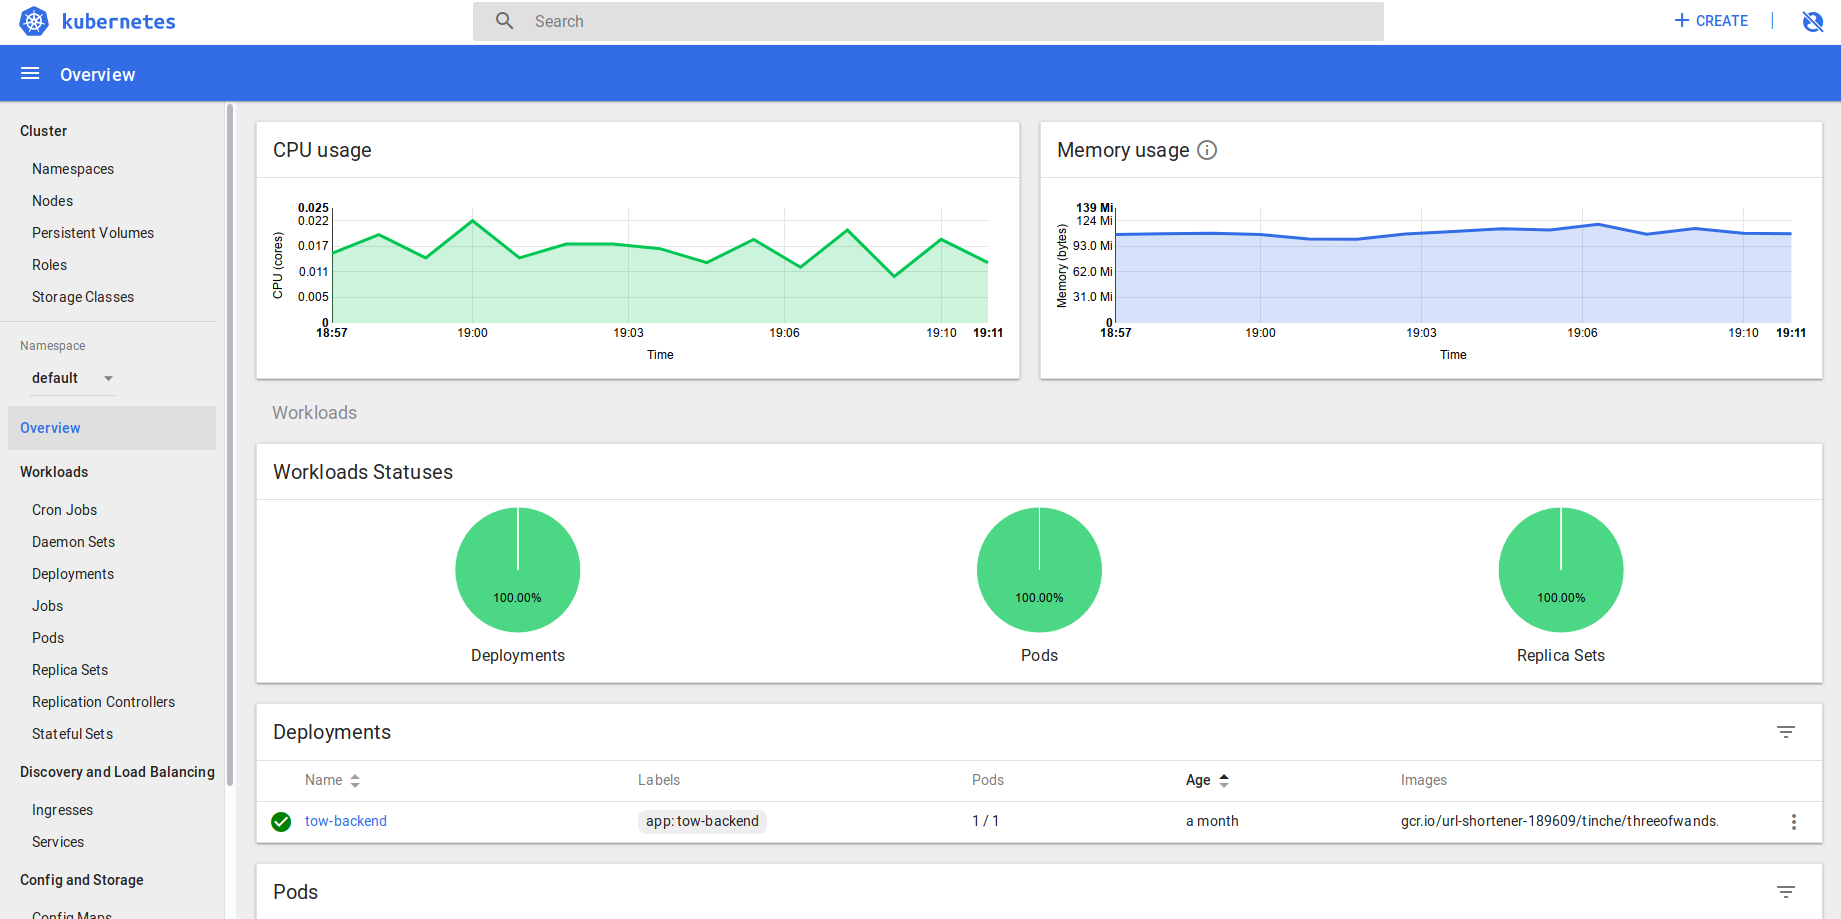 kubernetes
Search
CREATE
Overview
Cluster
Namespaces
Nodes
Persistent Volumes
Roles
Storage Classes
Namespace
default
Overview
Workloads
Cron Jobs
Daemon Sets
Deployments
Jobs
Pods
Replica Sets
Replication Controllers
Stateful Sets
Discovery and Load Balancing
Ingresses
Services
Config and Storage
Config Maps
CPU usage
CPU (cores)
0.025
0.022
0.017
0.011
0.005
0
18:57 19:00 19:03 19:06 19:10 19:11
Time
Memory usage
Memory (bytes)
139 Mi
124 Mi
93.0 Mi
62.0 Mi
31.0 Mi
0
18:57 19:00 19:03 19:06 19:10 19:11
Time
Workloads
Workloads Statuses
100.00% 100.00% 100.00%
Deployments Pods Replica Sets
Deployments
Name Labels Pods Age Images
tow-backend app: tow-backend 1 / 1 a month gcr.io/url-shortener-189609/tinche/threeofwands.
Pods